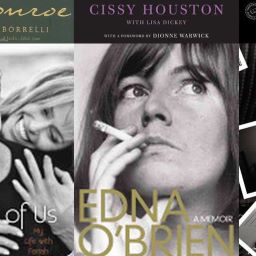 onroe
BORRELLI
CISSY HOUSTON
WITH LISA DICKEY
WITH A FOREWORD BY DIONNE WARWICK
of Us
My
Life with
Farrah
EDNA
A MEMOIR
O'BRIEN